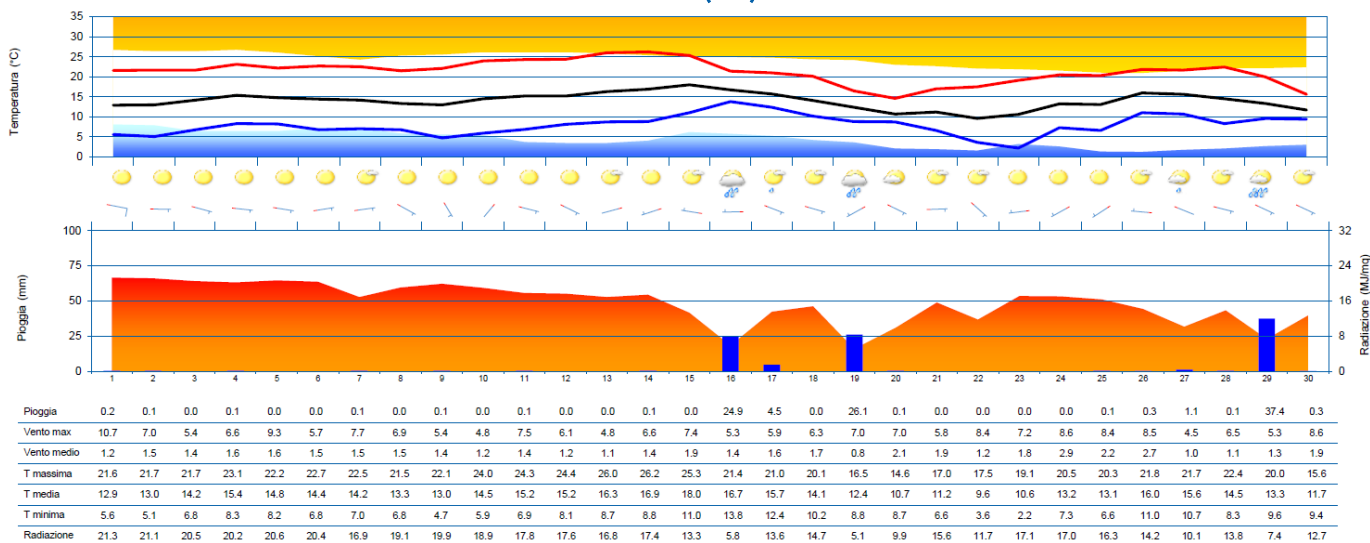 35
30
25
20
15
10
5
0
Temperatura (°C)
100
75
50
25
0
Pioggia (mm)
32
24
16
8
0
Radiazione (MJ/mq)
1 2 3 4 5 6 7 8 9 10 11 12 13 14 15 16 17 18 19 20 21 22 23 24 25 26 27 28 29 30
Pioggia 0.2 0.1 0.0 0.1 0.0 0.0 0.1 0.0 0.1 0.0 0.1 0.0 0.0 0.1 0.0 24.9 4.5 0.0 26.1 0.1 0.0 0.0 0.0 0.0 0.1 0.3 1.1 0.1 37.4 0.3
Vento max 10.7 7.0 5.4 6.6 9.3 5.7 7.7 6.9 5.4 4.8 7.5 6.1 4.8 6.6 7.4 5.3 5.9 6.3 7.0 7.0 5.8 8.4 7.2 8.6 8.4 8.5 4.5 6.5 5.3 8.6
Vento medio 1.2 1.5 1.4 1.6 1.6 1.5 1.5 1.5 1.4 1.2 1.4 1.2 1.1 1.4 1.9 1.4 1.6 1.7 0.8 2.1 1.9 1.2 1.8 2.9 2.2 2.7 1.0 1.1 1.3 1.9
T massima 21.6 21.7 21.7 23.1 22.2 22.7 22.5 21.5 22.1 24.0 24.3 24.4 26.0 26.2 25.3 21.4 21.0 20.1 16.5 14.6 17.0 17.5 19.1 20.5 20.3 21.8 21.7 22.4 20.0 15.6
T media 12.9 13.0 14.2 15.4 14.8 14.4 14.2 13.3 13.0 14.5 15.2 15.2 16.3 16.9 18.0 16.7 15.7 14.1 12.4 10.7 11.2 9.6 10.6 13.2 13.1 16.0 15.6 14.5 13.3 11.7
T minima 5.6 5.1 6.8 8.3 8.2 6.8 7.0 6.8 4.7 5.9 6.9 8.1 8.7 8.8 11.0 13.8 12.4 10.2 8.8 8.7 6.6 3.6 2.2 7.3 6.6 11.0 10.7 8.3 9.6 9.4
Radiazione 21.3 21.1 20.5 20.2 20.6 20.4 16.9 19.1 19.9 18.9 17.8 17.6 16.8 17.4 13.3 5.8 13.6 14.7 5.1 9.9 15.6 11.7 17.1 17.0 16.3 14.2 10.1 13.8 7.4 12.7